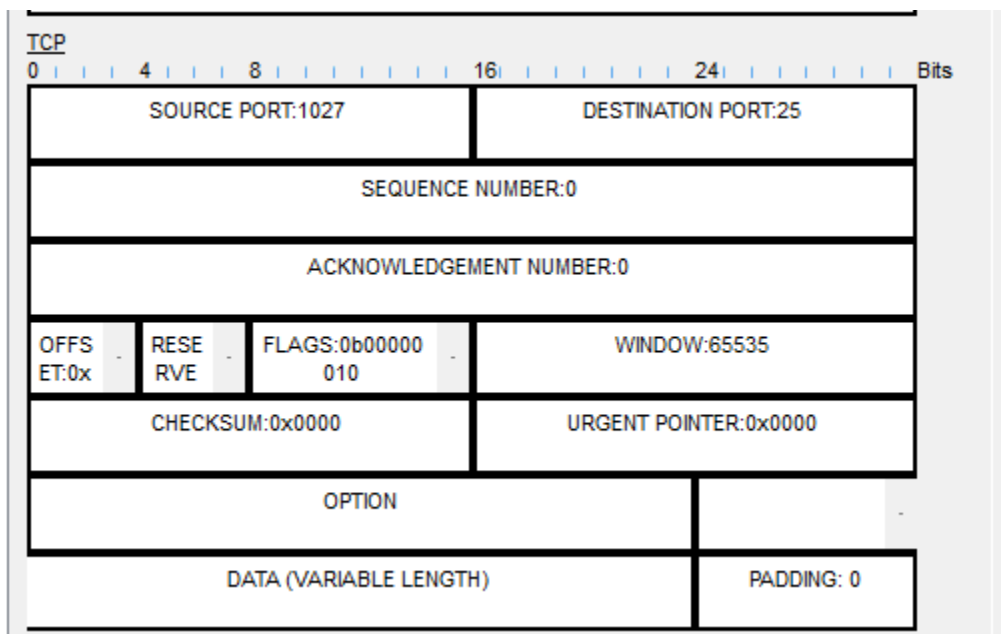 TCP
0 4 8 16 24 Bits
SOURCE PORT:1027 DESTINATION PORT:25
SEQUENCE NUMBER:0
ACKNOWLEDGEMENT NUMBER:0
OFFS RESE FLAGS:0b00000 WINDOW:65535
ET:0x RVE 010
CHECKSUM:0x0000 URGENT POINTER:0x0000
OPTION
DATA (VARIABLE LENGTH) PADDING: 0